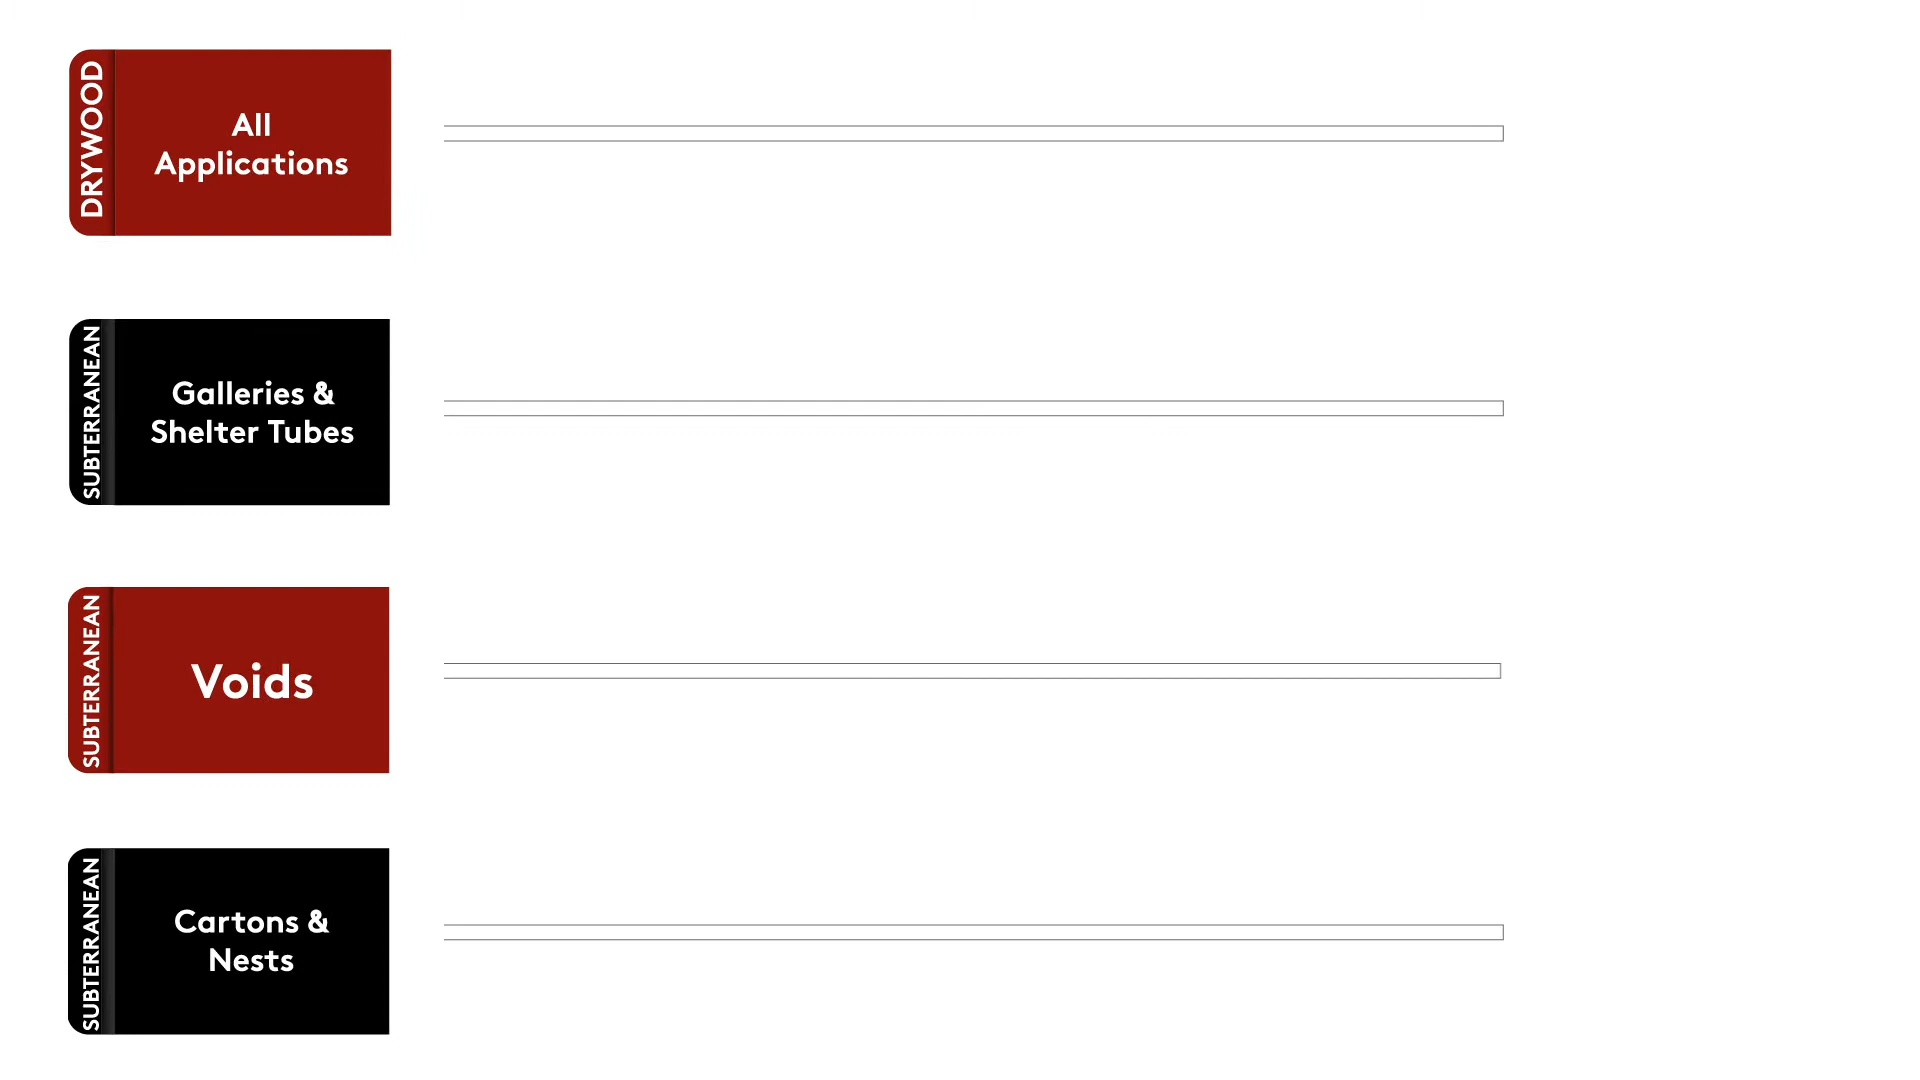 DRYWOOD
All
Applications
SUBTERRANEAN
Galleries &
Shelter Tubes
SUBTERRANEAN
Voids
SUBTERRANEAN
Cartons &
Nests